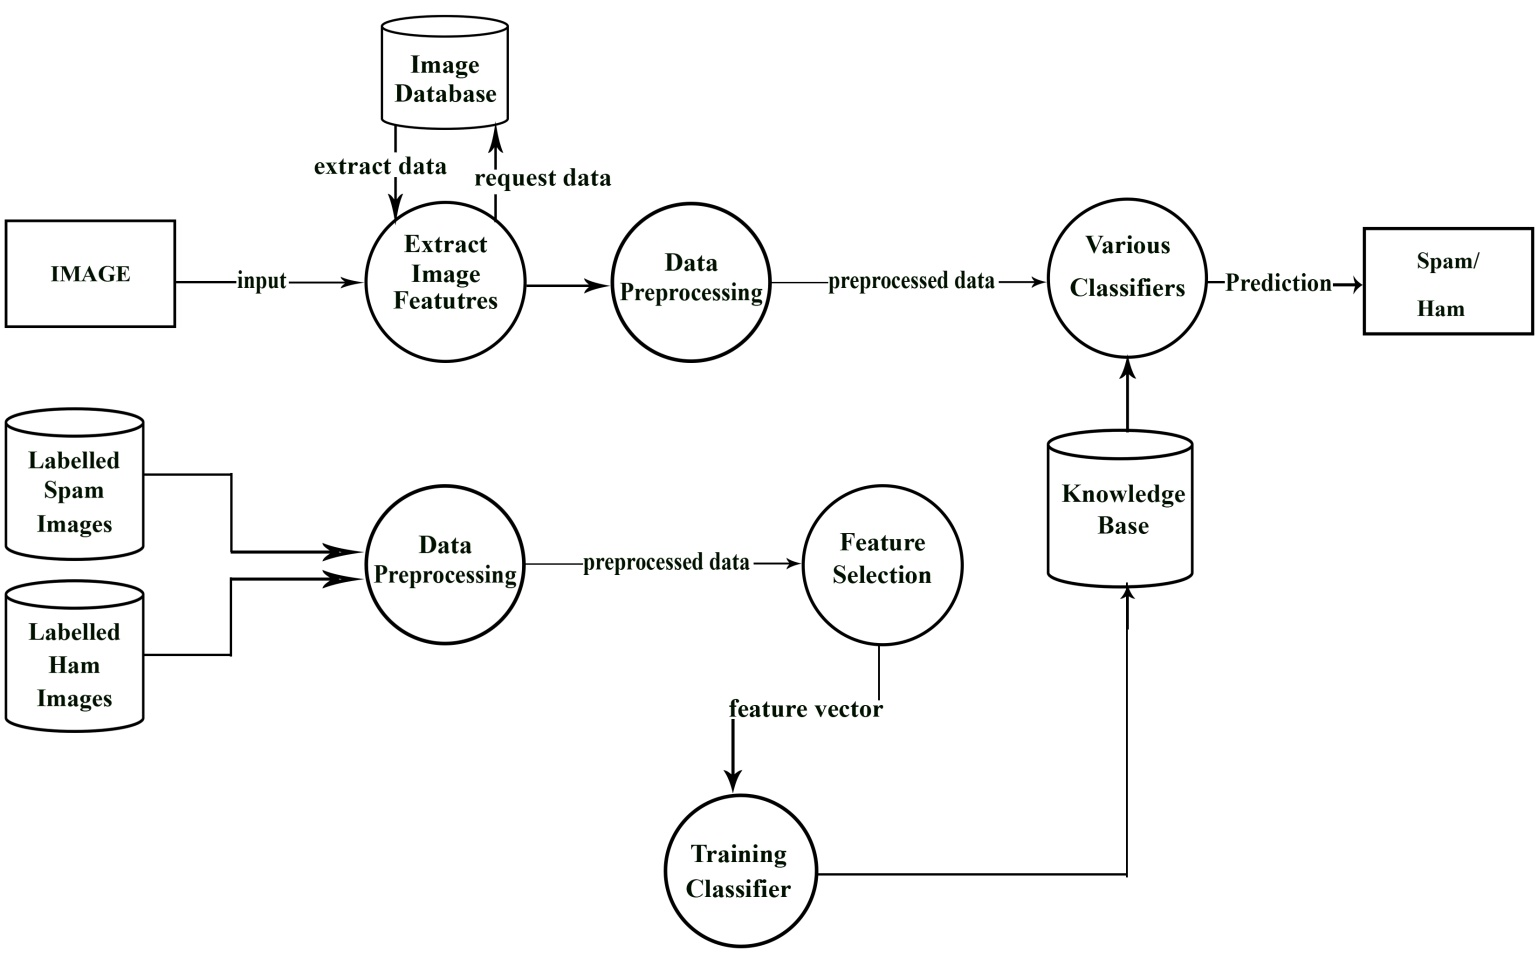 Image
Database
extract data
request data
IMAGE
input
Extract
Image
Featutres
Data
Preprocessing
preprocessed data
Various
Classifiers
Prediction
Spam/
Ham
Labelled
Spam
Images
Labelled
Ham
Images
Data
Preprocessing
preprocessed data
Feature
Selection
Knowledge
Base
feature vector
Training
Classifier